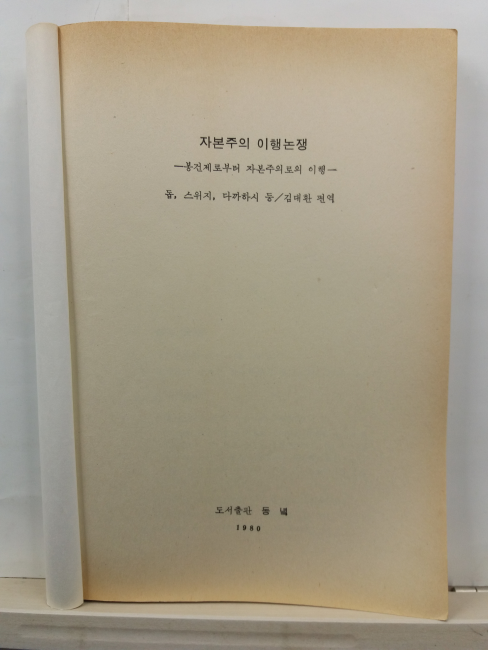 자본주의 이행논쟁
—봉건제로부터 자본주의로의 이행—
돕, 스위지, 다까하시 등/김대환 편역
도서출판 동녘
1980